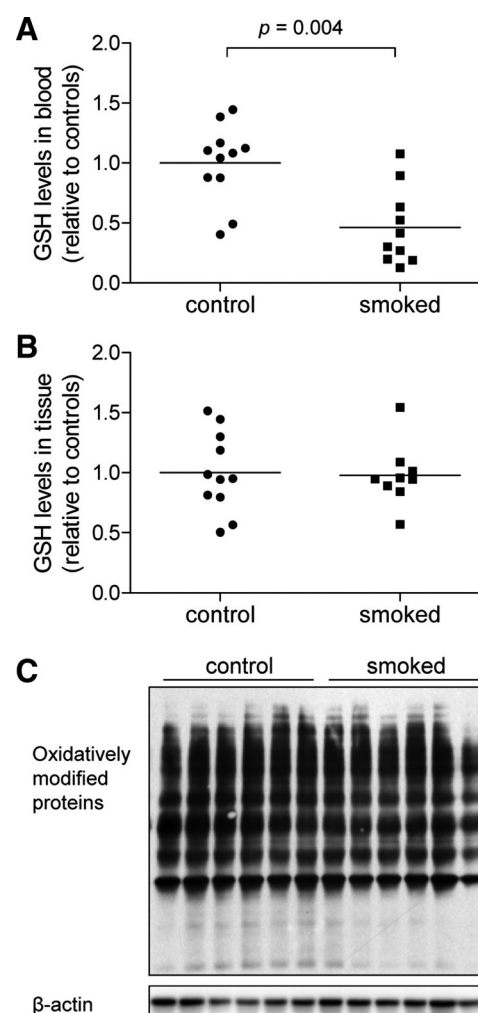 A
p = 0.004
GSH levels in blood
(relative to controls)
2.0
1.5
1.0
0.5
0.0
control
smoked
B
GSH levels in tissue
(relative to controls)
2.0
1.5
1.0
0.5
0.0
control
smoked
C
control
smoked
Oxidatively
modified
proteins
β-actin